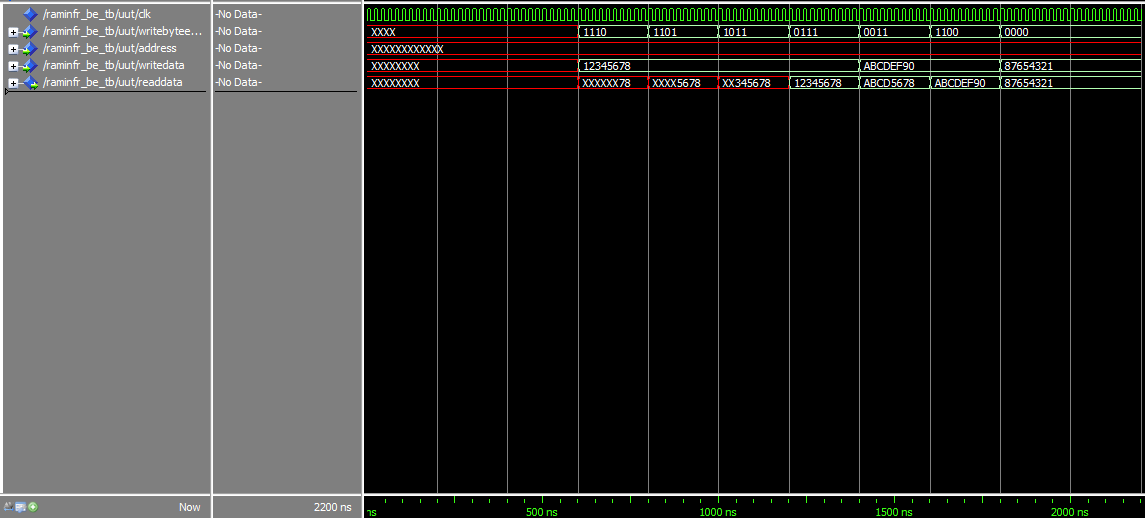 /raminfr_be_tb/uut/clk -No Data-
/raminfr_be_tb/uut/writebytee... -No Data- XXXX 1110 1101 1011 0111 0011 1100 0000
/raminfr_be_tb/uut/address -No Data- XXXXXXXXXXXX
/raminfr_be_tb/uut/writedata -No Data- XXXXXXXX 12345678 ABCDEF90 87654321
/raminfr_be_tb/uut/readdata -No Data- XXXXXXXX XXXXXX78 XXXX5678 XX345678 12345678 ABCD5678 ABCDEF90 87654321
Now 2200 ns ns 500 ns 1000 ns 1500 ns 2000 ns